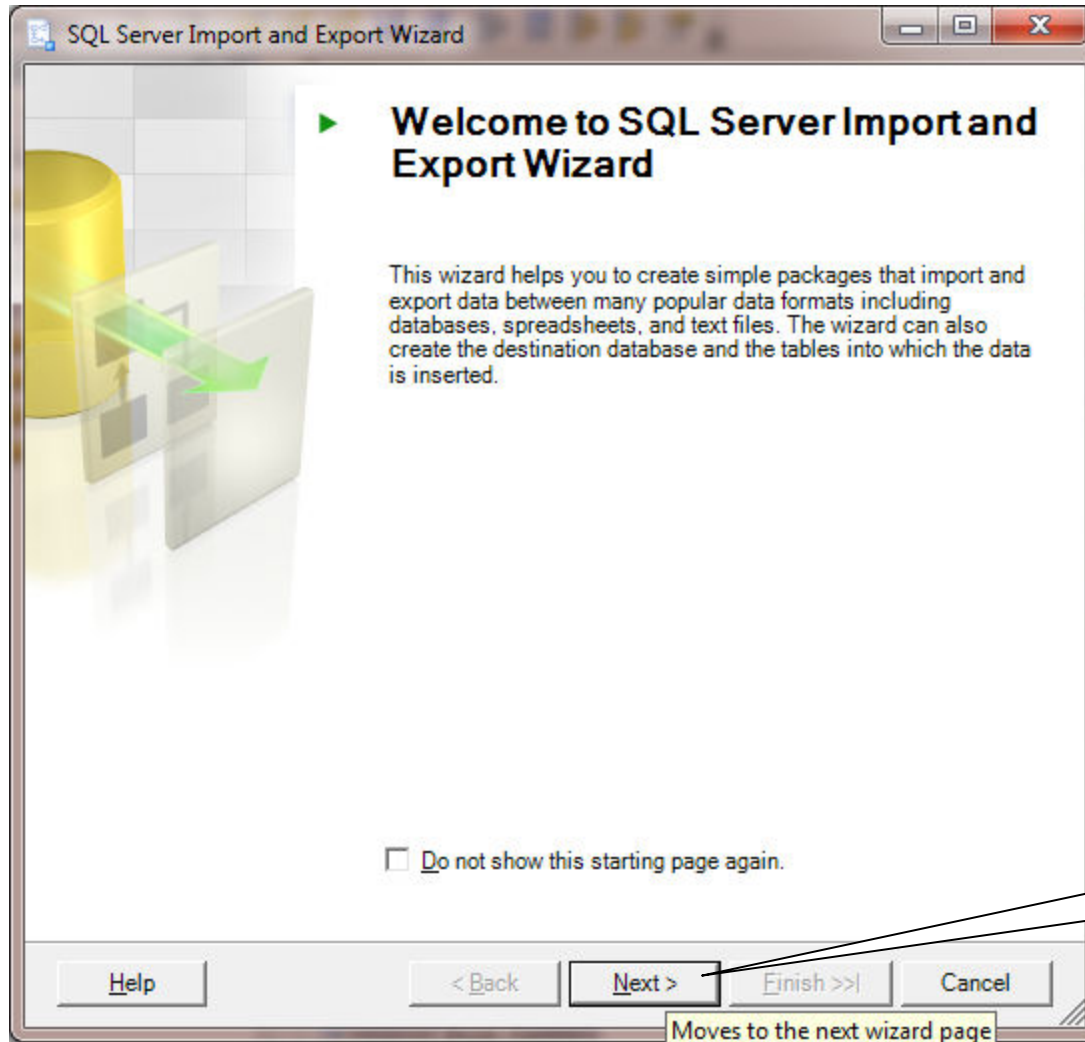 SQL Server Import and Export Wizard
Welcome to SQL Server Import and
Export Wizard
This wizard helps you to create simple packages that import and
export data between many popular data formats including
databases, spreadsheets, and text files. The wizard can also
create the destination database and the tables into which the data
is inserted.
Do not show this starting page again.
Help
< Back
Next >
Finish >>|
Cancel
Moves to the next wizard page